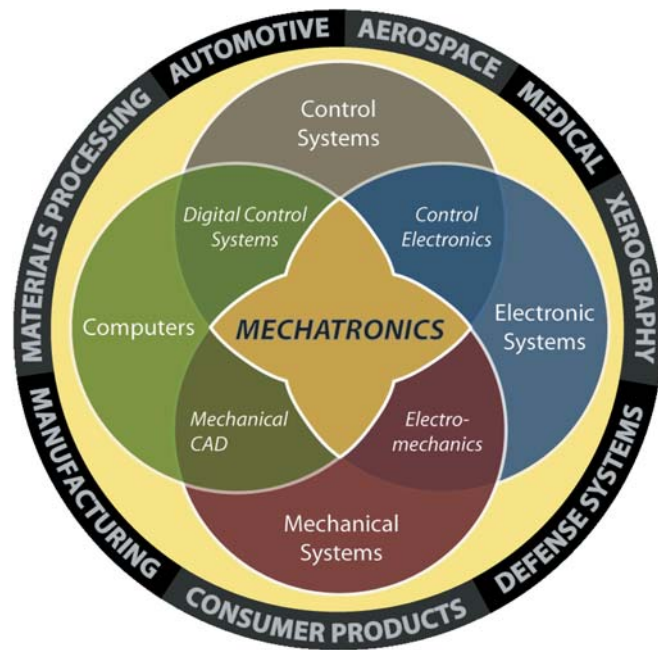 AUTOMOTIVE
AEROSPACE
MEDICAL
XEROGRAPHY
DEFENSE SYSTEMS
CONSUMER PRODUCTS
MANUFACTURING
MATERIALS PROCESSING
Control
Systems
Digital Control
Systems
Control
Electronics
Computers
MECHATRONICS
Electronic
Systems
Mechanical
CAD
Electro-
mechanics
Mechanical
Systems